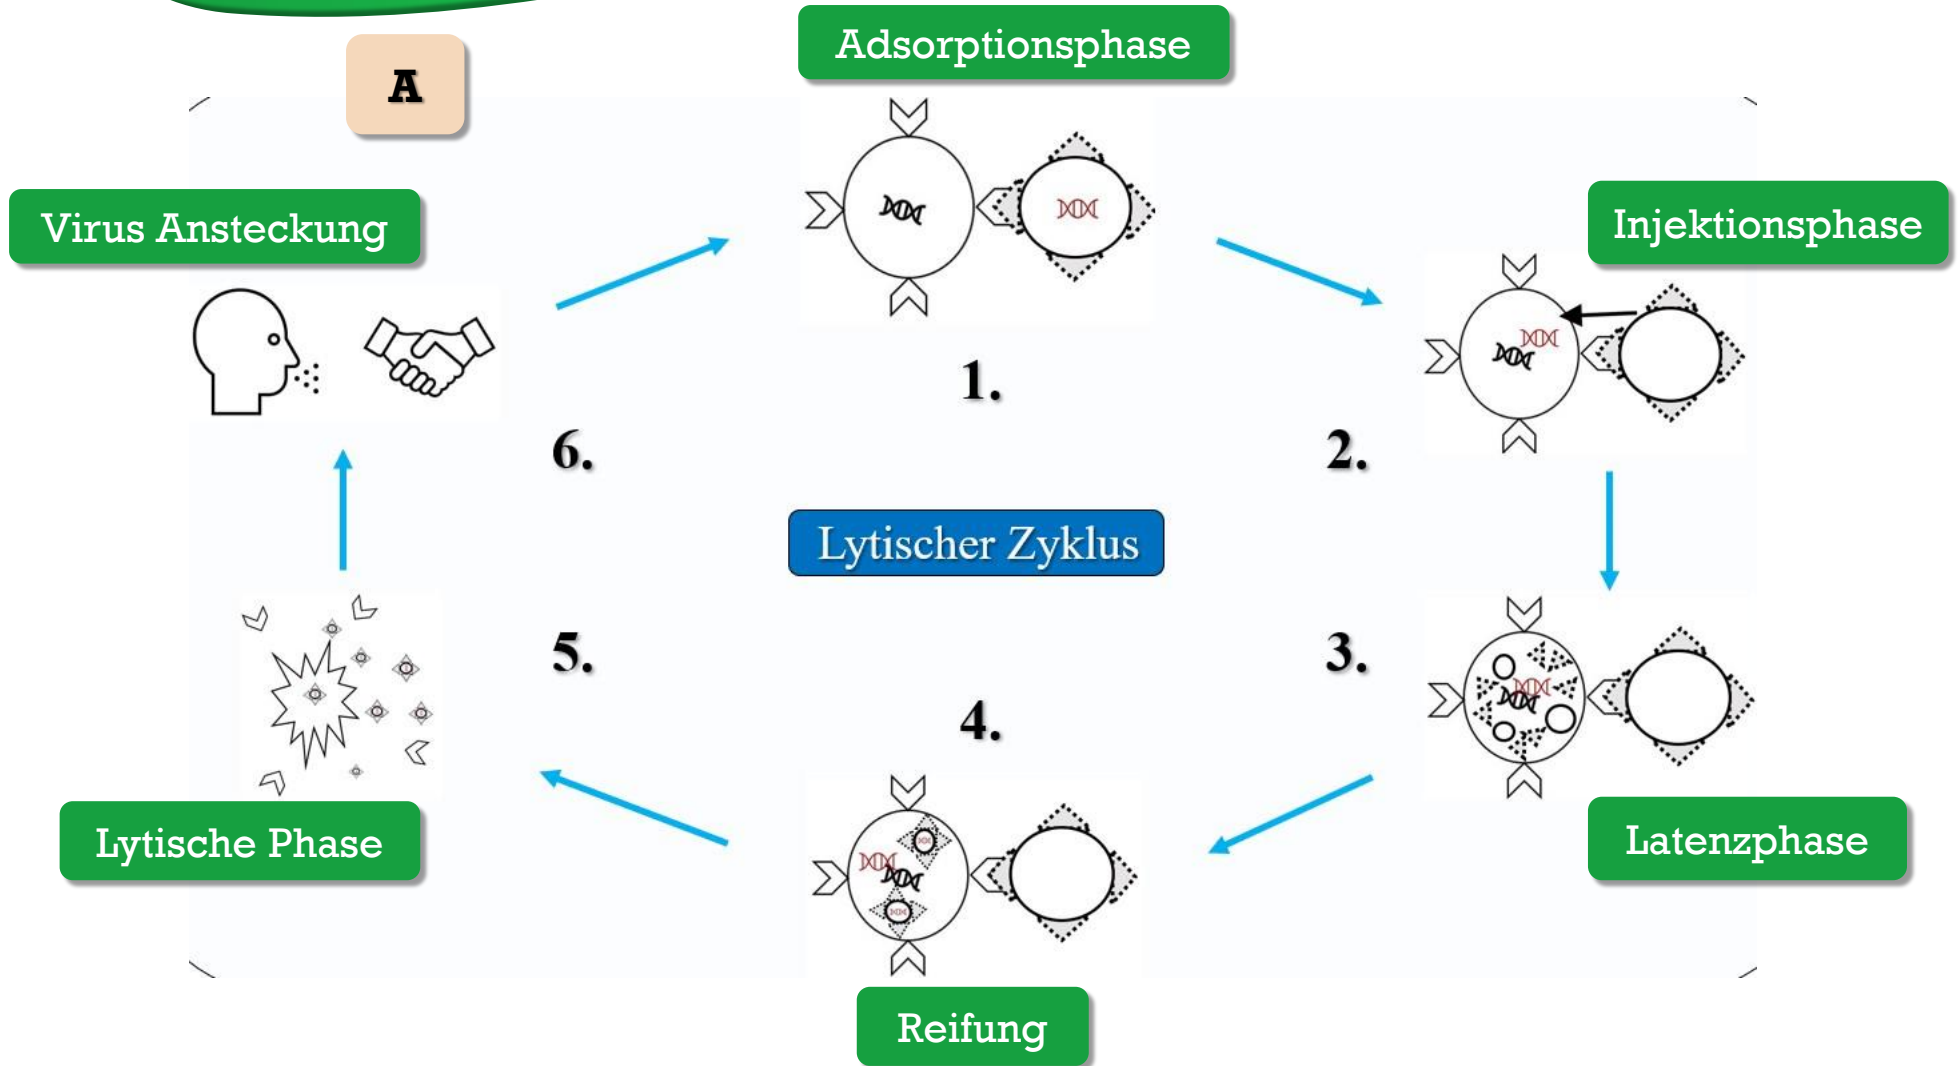 A
Adsorptionsphase
Virus Ansteckung
Injektionsphase
1.
6.
2.
Lytischer Zyklus
5.
3.
4.
Lytische Phase
Latenzphase
Reifung